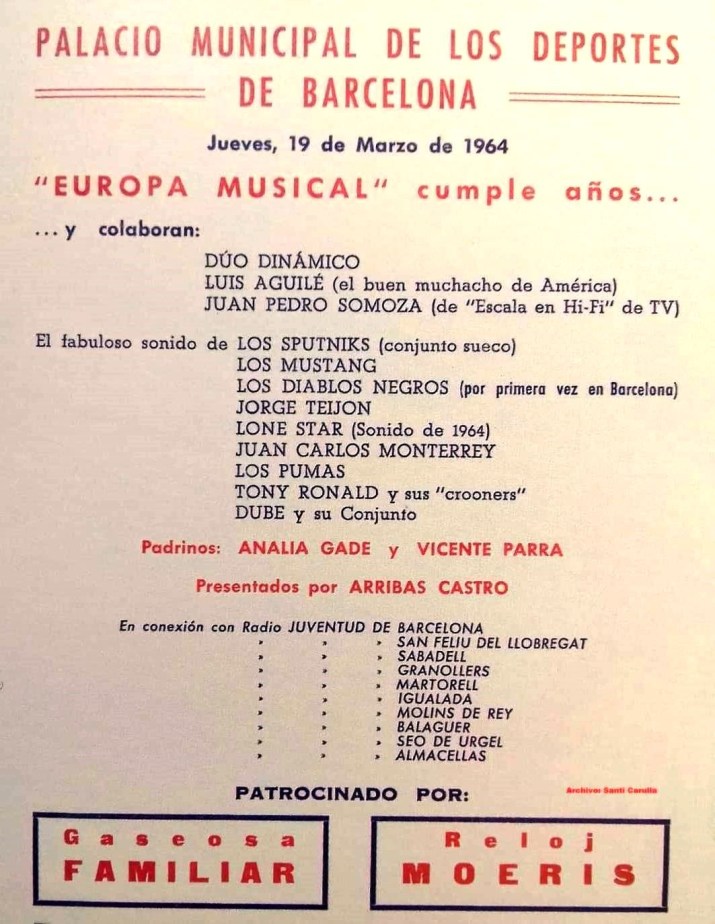 PALACIO MUNICIPAL DE LOS DEPORTES
DE BARCELONA
Jueves, 19 de Marzo de 1964
"EUROPA MUSICAL" cumple años...
...y colaboran:
DÚO DINÁMICO
LUIS AGUILÉ (el buen muchacho de América)
JUAN PEDRO SOMOZA (de "Escala en Hi-Fi" de TV)
El fabuloso sonido de LOS SPUTNIKS (conjunto sueco)
LOS MUSTANG
LOS DIABLOS NEGROS (por primera vez en Barcelona)
JORGE TEIJON
LONE STAR (Sonido de 1964)
JUAN CARLOS MONTERREY
LOS PUMAS
TONY RONALD y sus "crooners"
DUBE y su Conjunto
Padrinos: ANALIA GADE y VICENTE PARRA
Presentados por ARRIBAS CASTRO
En conexión con Radio JUVENTUD DE BARCELONA
» » » SAN FELIU DEL LLOBREGAT
» » » SABADELL
» » » GRANOLLERS
» » » MARTORELL
» » » IGUALADA
» » » MOLINS DE REY
» » » BALAGUER
» » » SEO DE URGEL
» » » ALMACELLAS
PATROCINADO POR:
Archivo: Santi Carulla
Gaseosa
FAMILIAR
Reloj
MOERIS